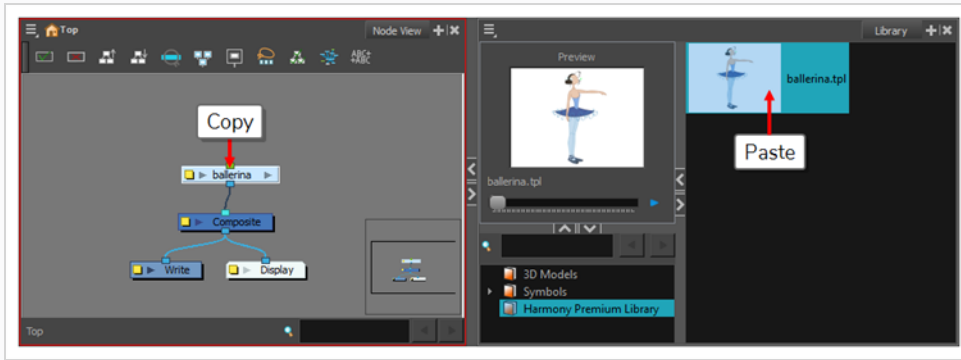 Top
Node View
ABC+
+ABC
Copy
ballerina
Composite
Write
Display
Top
Library
Preview
ballerina.tpl
3D Models
Symbols
Harmony Premium Library
ballerina.tpl
Paste